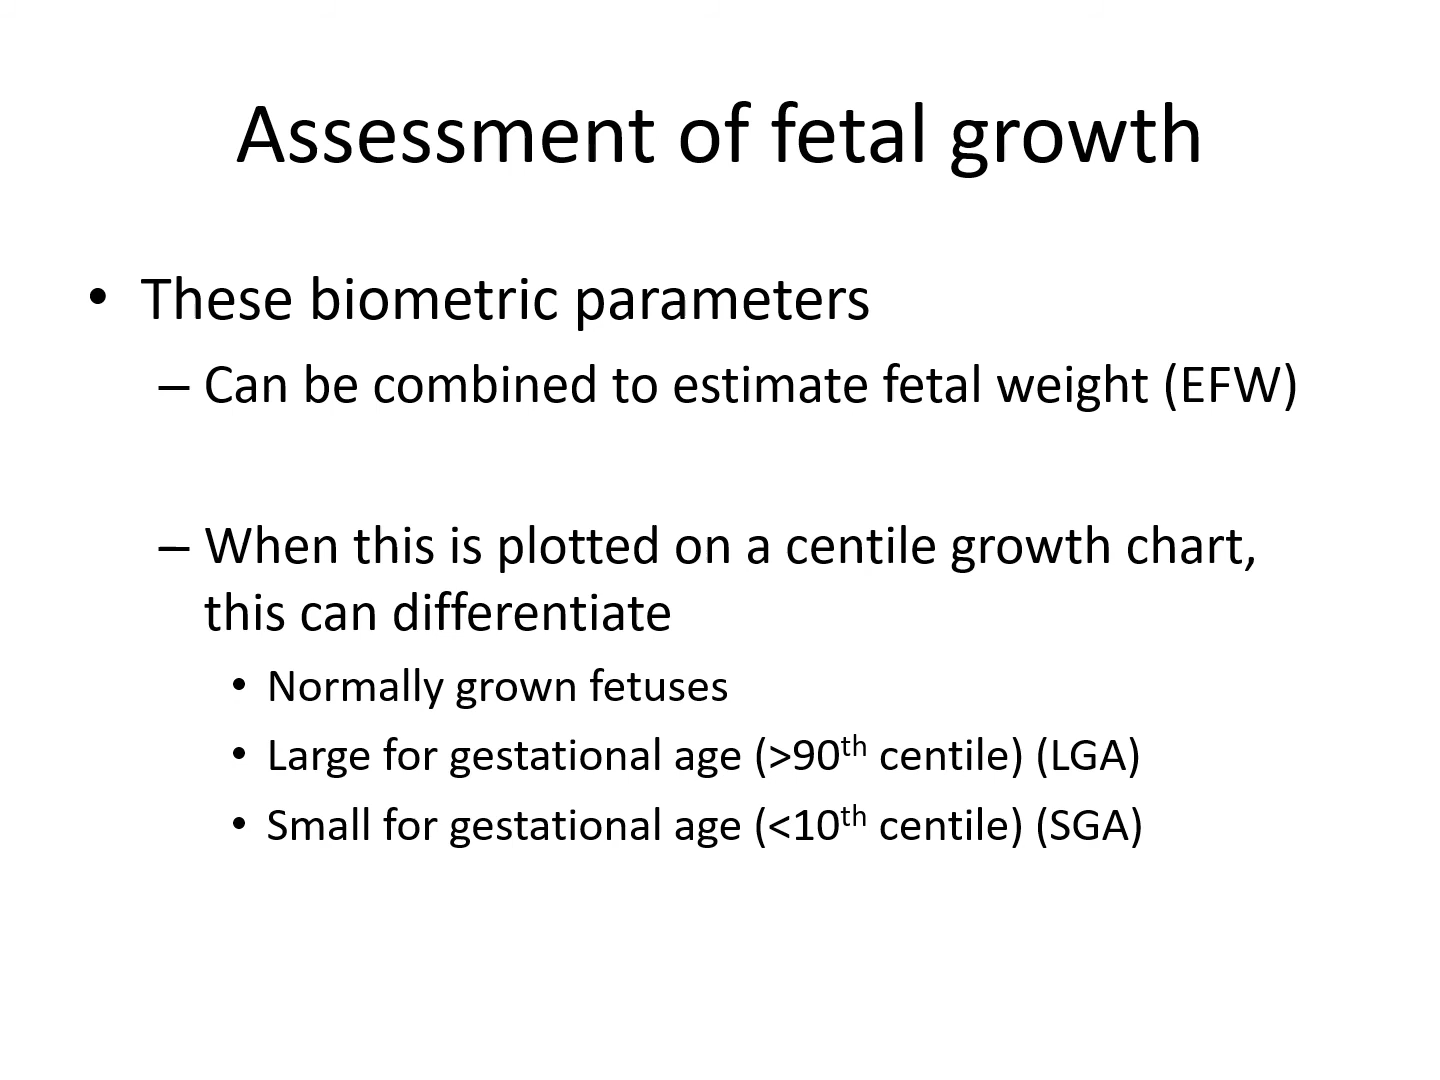 Assessment of fetal growth
• These biometric parameters
– Can be combined to estimate fetal weight (EFW)
– When this is plotted on a centile growth chart,
this can differentiate
• Normally grown fetuses
• Large for gestational age (>90th centile) (LGA)
• Small for gestational age (<10th centile) (SGA)